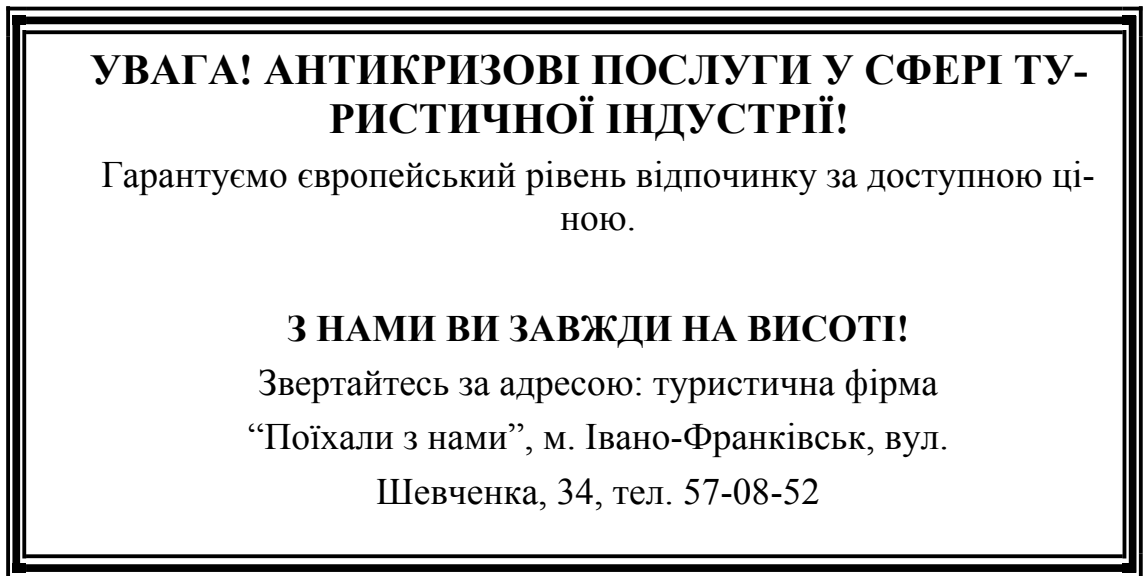 УВАГА! АНТИКРИЗОВІ ПОСЛУГИ У СФЕРІ ТУ-
РИСТИЧНОЇ ІНДУСТРІЇ!
Гарантуємо європейський рівень відпочинку за доступною ці-
ною.
З НАМИ ВИ ЗАВЖДИ НА ВИСОТІ!
Звертайтесь за адресою: туристична фірма
“Поїхали з нами”, м. Івано-Франківськ, вул.
Шевченка, 34, тел. 57-08-52